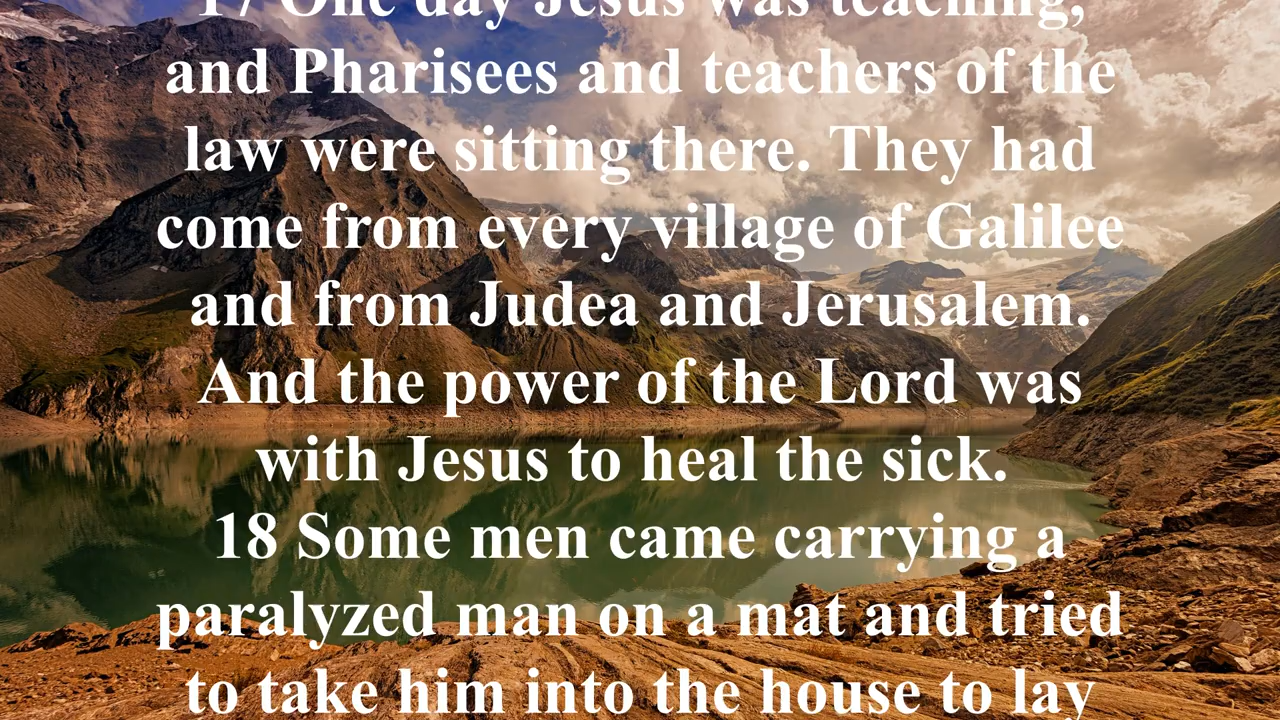 17 One day Jesus was teaching,
and Pharisees and teachers of the
law were sitting there. They had
come from every village of Galilee
and from Judea and Jerusalem.
And the power of the Lord was
with Jesus to heal the sick.
18 Some men came carrying a
paralyzed man on a mat and tried
to take him into the house to lay